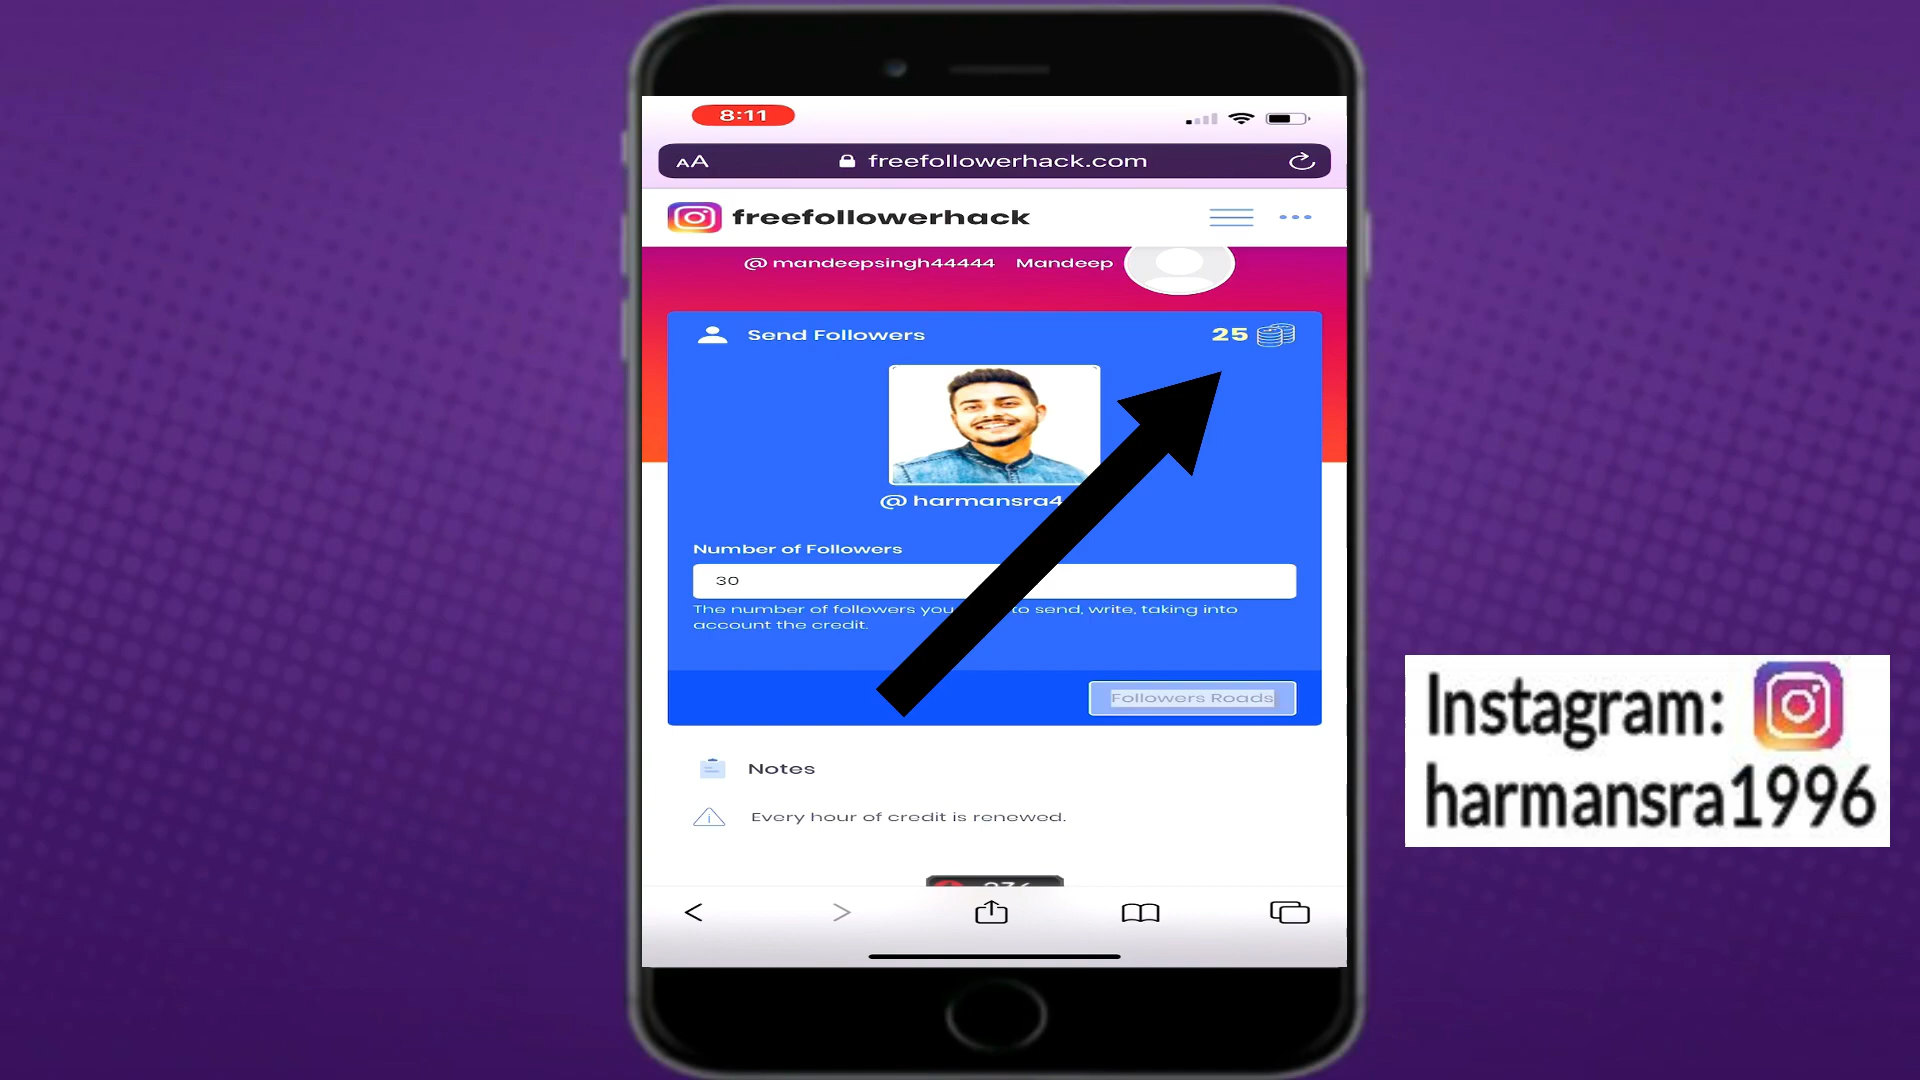 8:11
AA freefollowerhack.com
freefollowerhack
@ mandeepsingh44444 Mandeep
Send Followers 25
@ harmansra4
Number of Followers
30
The number of followers you to send, write, taking into
account the credit.
Followers Roads
Notes
Every hour of credit is renewed.
Instagram:
harmansra1996